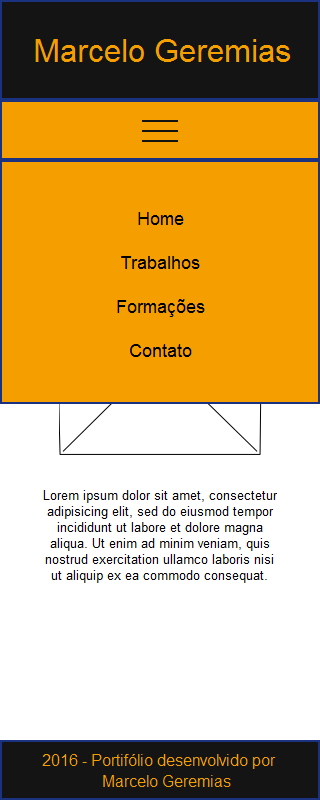 Marcelo Geremias
Home
Trabalhos
Formações
Contato
Lorem ipsum dolor sit amet, consectetur
adipisicing elit, sed do eiusmod tempor
incididunt ut labore et dolore magna
aliqua. Ut enim ad minim veniam, quis
nostrud exercitation ullamco laboris nisi
ut aliquip ex ea commodo consequat.
2016 - Portifólio desenvolvido por
Marcelo Geremias